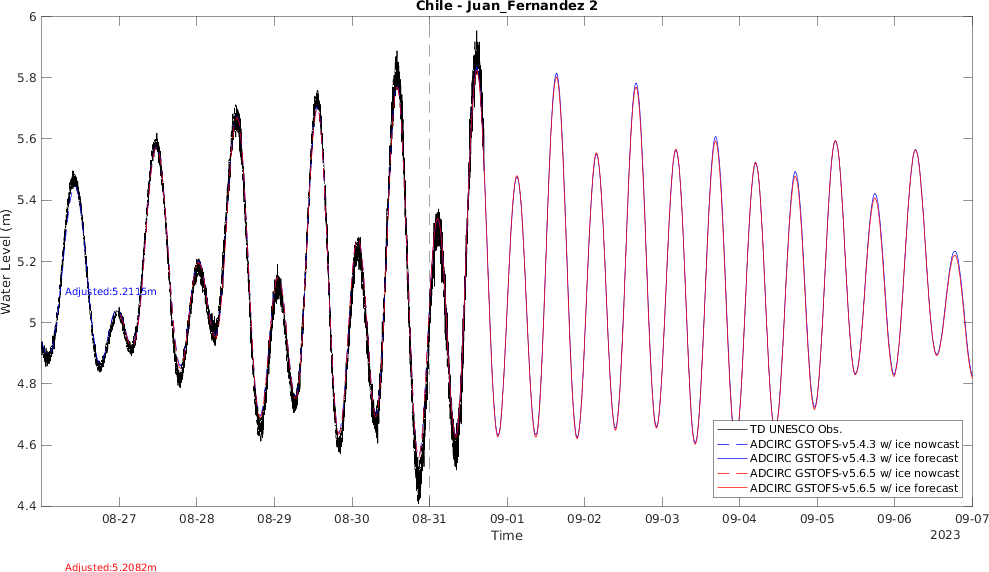 Chile - Juan_Fernandez 2
6
5.8
5.6
5.4
5.2
5
4.8
4.6
4.4
Water Level (m)
Adjusted:5.2115m
TD UNESCO Obs.
ADCIRC GSTOFS-v5.4.3 w/ ice nowcast
ADCIRC GSTOFS-v5.4.3 w/ ice forecast
ADCIRC GSTOFS-v5.6.5 w/ ice nowcast
ADCIRC GSTOFS-v5.6.5 w/ ice forecast
08-27 08-28 08-29 08-30 08-31 09-01 09-02 09-03 09-04 09-05 09-06 09-07
Time
2023
Adjusted:5.2082m